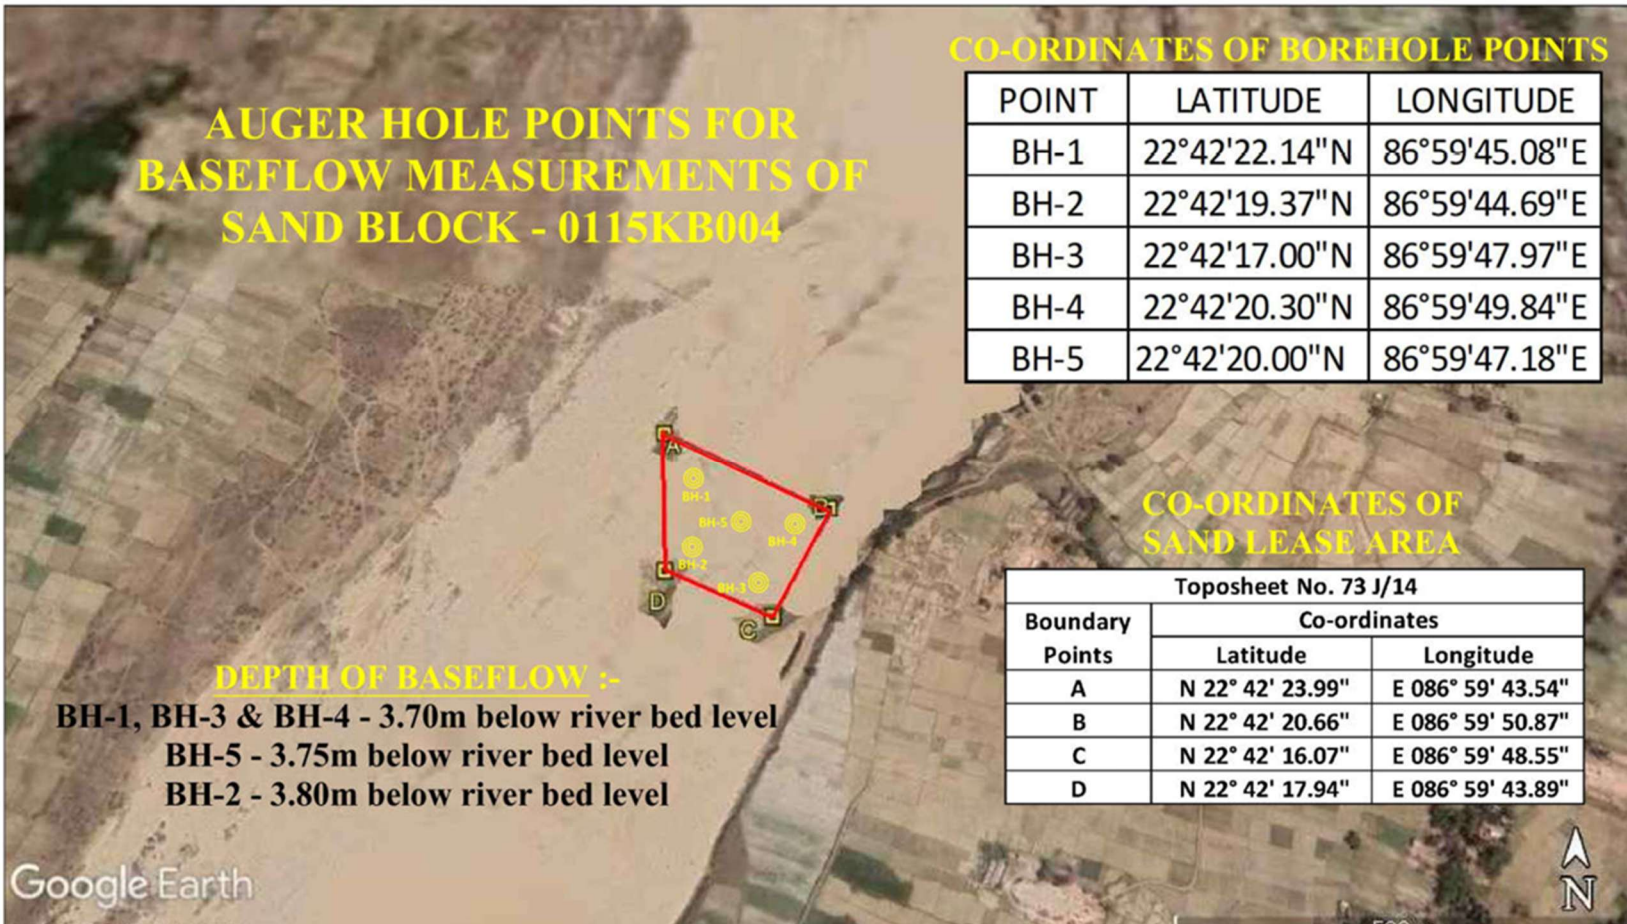 AUGER HOLE POINTS FOR
BASEFLOW MEASUREMENTS OF
SAND BLOCK - 0115KB004
CO-ORDINATES OF BOREHOLE POINTS
POINT LATITUDE LONGITUDE
BH-1 22°42'22.14"N 86°59'45.08"E
BH-2 22°42'19.37"N 86°59'44.69"E
BH-3 22°42'17.00"N 86°59'47.97"E
BH-4 22°42'20.30"N 86°59'49.84"E
BH-5 22°42'20.00"N 86°59'47.18"E
A
BH-1
B
BH-5
BH-4
BH-2
BH-3
D
C
CO-ORDINATES OF
SAND LEASE AREA
Toposheet No. 73 J/14
Boundary Points Co-ordinates
Latitude Longitude
A N 22° 42' 23.99" E 086° 59' 43.54"
B N 22° 42' 20.66" E 086° 59' 50.87"
C N 22° 42' 16.07" E 086° 59' 48.55"
D N 22° 42' 17.94" E 086° 59' 43.89"
DEPTH OF BASEFLOW :-
BH-1, BH-3 & BH-4 - 3.70m below river bed level
BH-5 - 3.75m below river bed level
BH-2 - 3.80m below river bed level
Google Earth
N